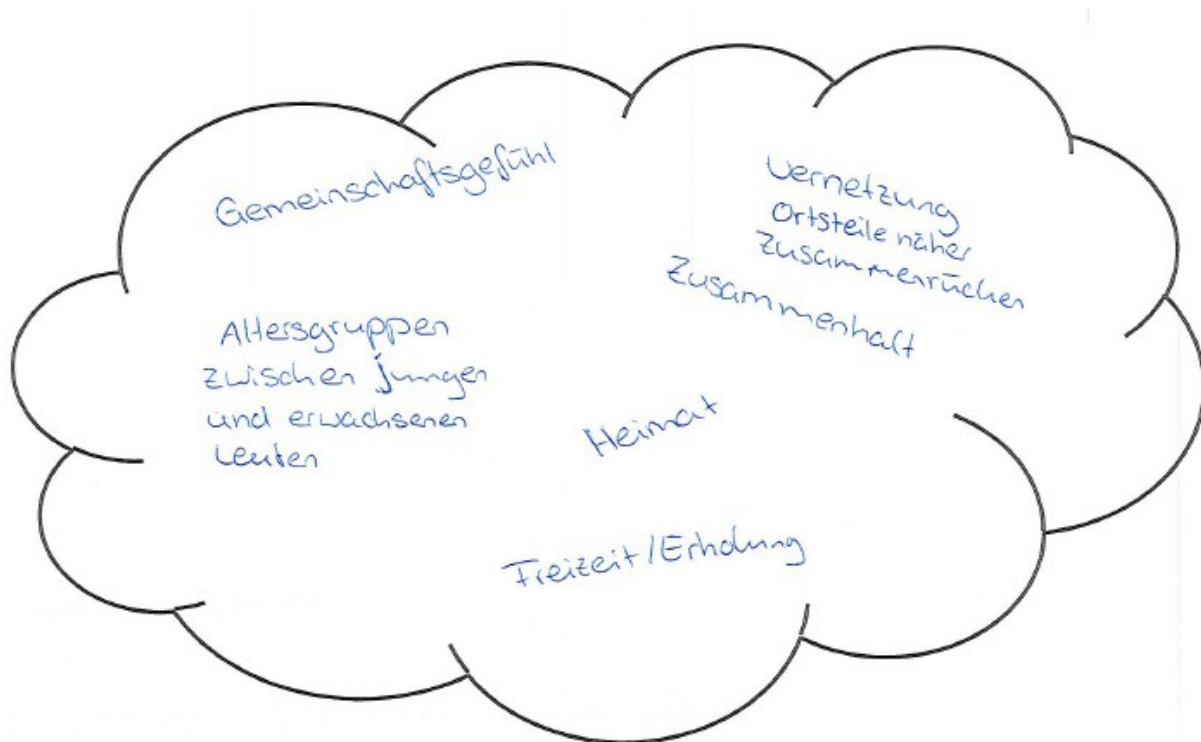 Gemeinschaftsgefühl
Vernetzung
Ortsteile näher
Zusammenrücken
Zusammenhalt
Altersgruppen
zwischen jungen
und erwachsenen
Leuten
Heimat
Freizeit/Erholung